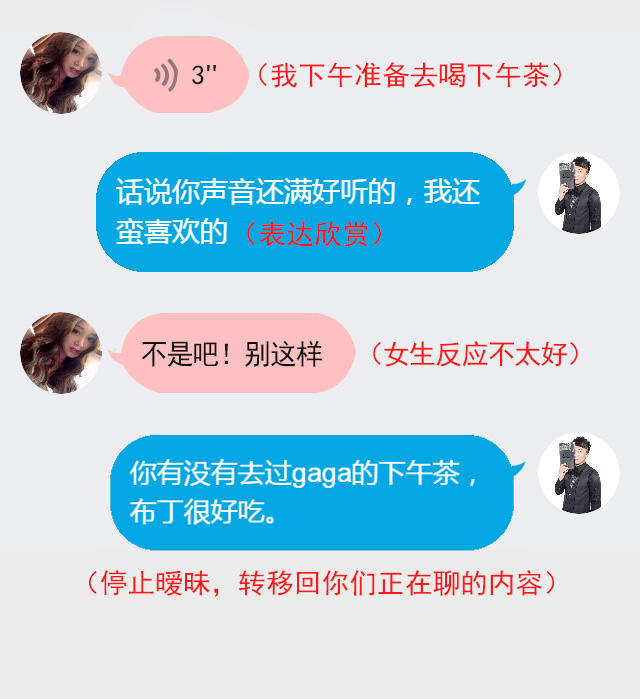 3''（我下午准备去喝下午茶）
话说你声音还满好听的，我还
蛮喜欢的（表达欣赏）
不是吧！别这样（女生反应不太好）
你有没有去过gaga的下午茶，
布丁很好吃。
（停止暧昧，转移回你们正在聊的内容）